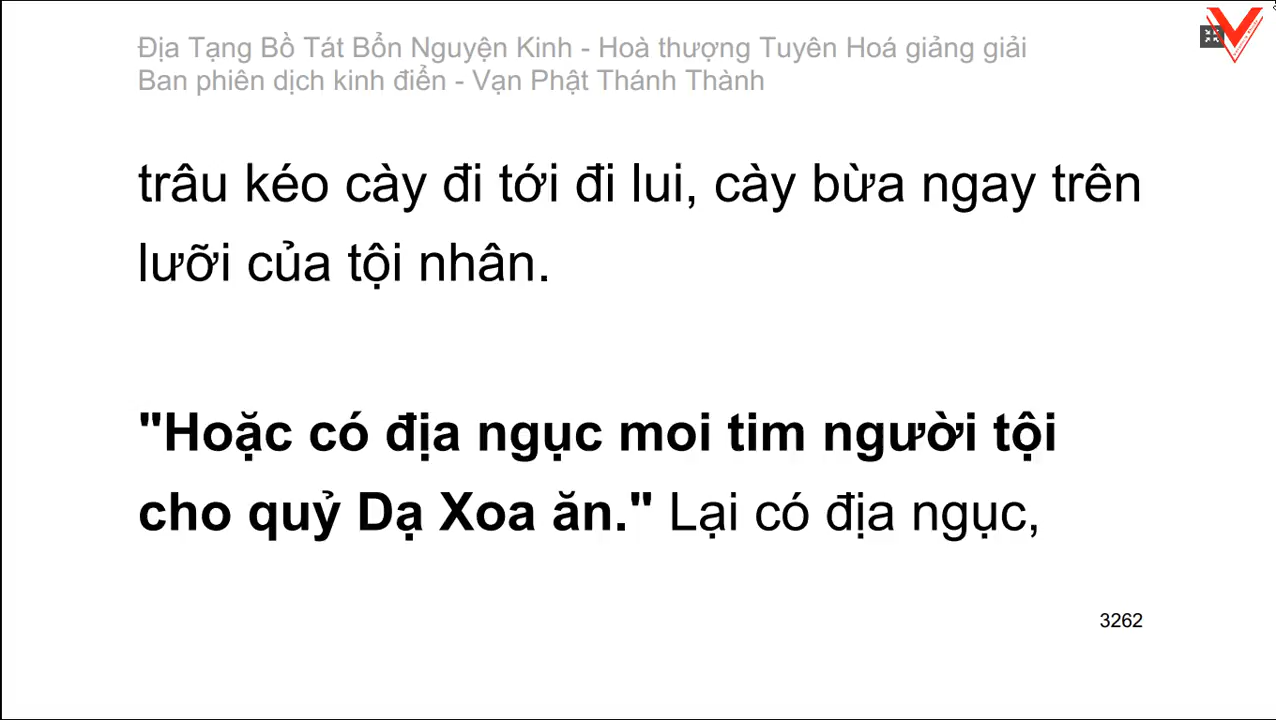 Địa Tạng Bồ Tát Bổn Nguyện Kinh - Hoà thượng Tuyên Hoá giảng giải
Ban phiên dịch kinh điển - Vạn Phật Thánh Thành
trâu kéo cày đi tới đi lui, cày bừa ngay trên
lưỡi của tội nhân.
"Hoặc có địa ngục moi tim người tội
cho quỷ Dạ Xoa ăn." Lại có địa ngục,
3262